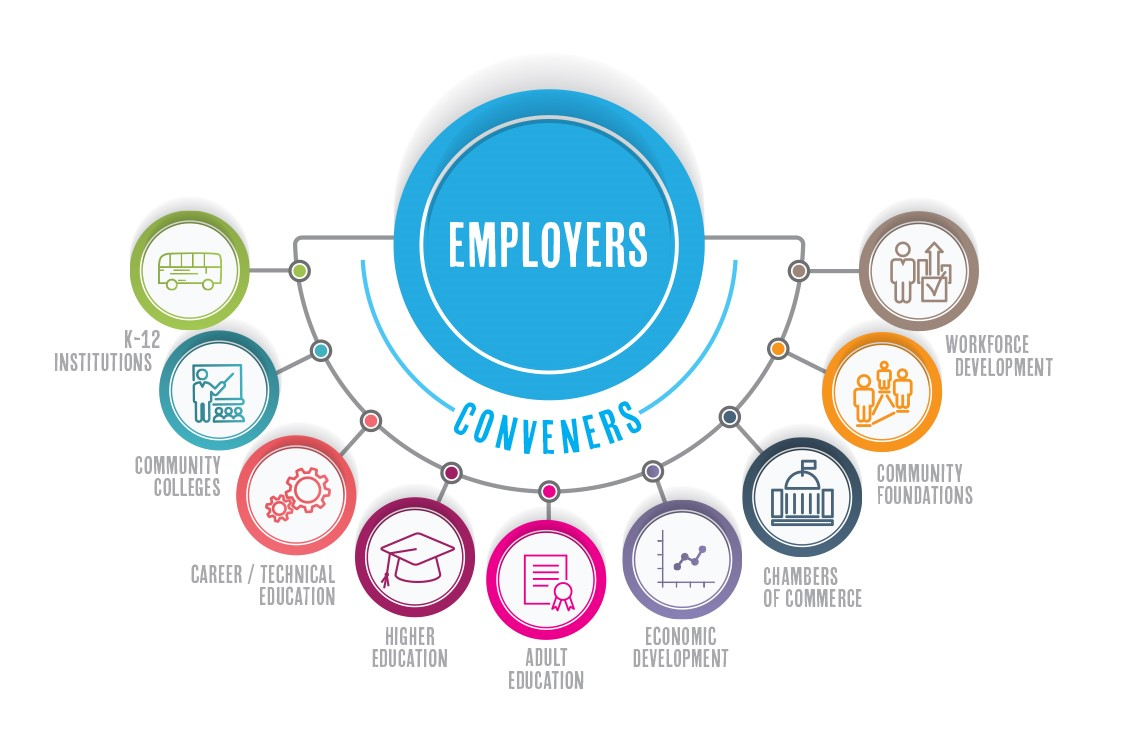 EMPLOYERS
CONVENERS
K-12
INSTITUTIONS
COMMUNITY
COLLEGES
CAREER / TECHNICAL
EDUCATION
HIGHER
EDUCATION
ADULT
EDUCATION
ECONOMIC
DEVELOPMENT
CHAMBERS
OF COMMERCE
COMMUNITY
FOUNDATIONS
WORKFORCE
DEVELOPMENT